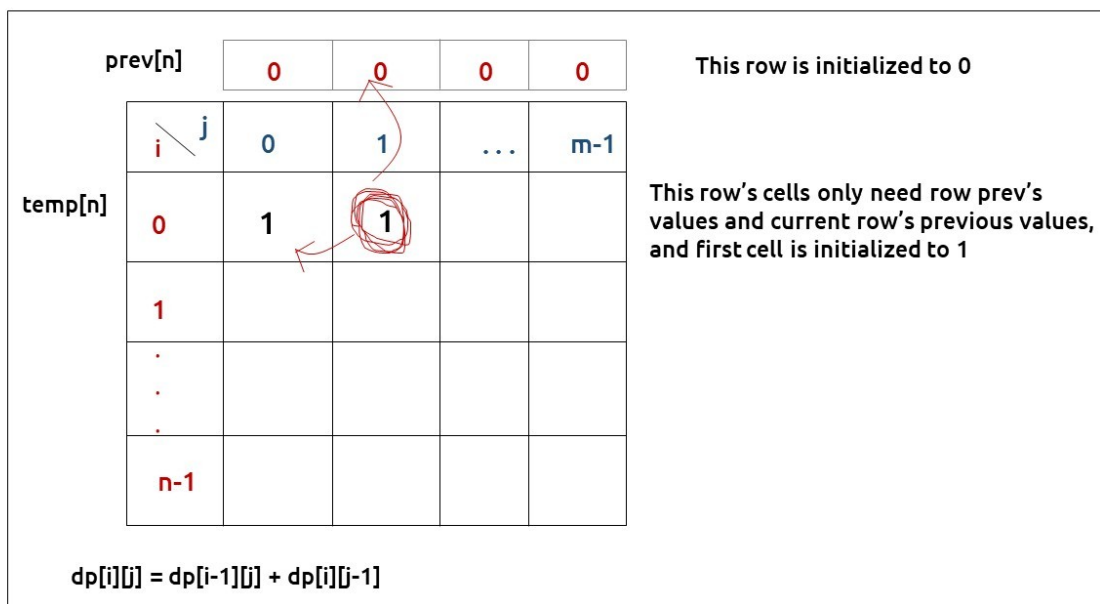 prev[n] 0 0 0 0 This row is initialized to 0
i j 0 1 ... m-1
temp[n] 0 1 1
This row's cells only need row prev's
values and current row's previous values,
and first cell is initialized to 1
1
.
.
.
n-1
dp[i][j] = dp[i-1][j] + dp[i][j-1]